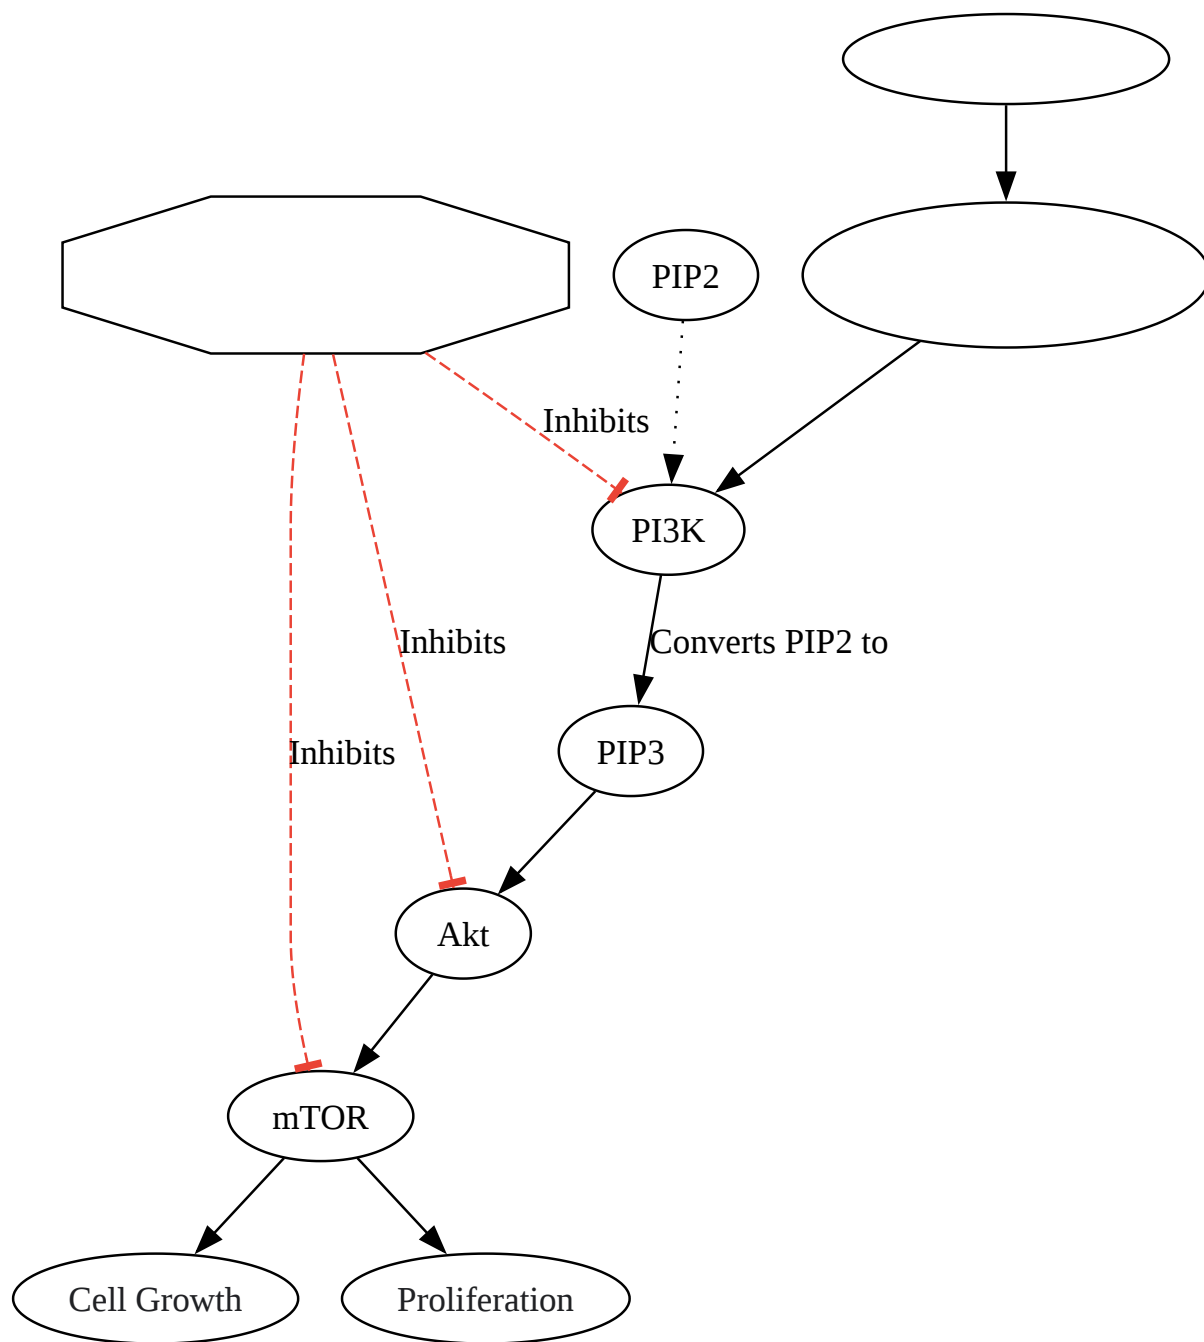 PIP2
Inhibits
PI3K
Inhibits
Converts PIP2 to
Inhibits
PIP3
Akt
mTOR
Cell Growth
Proliferation